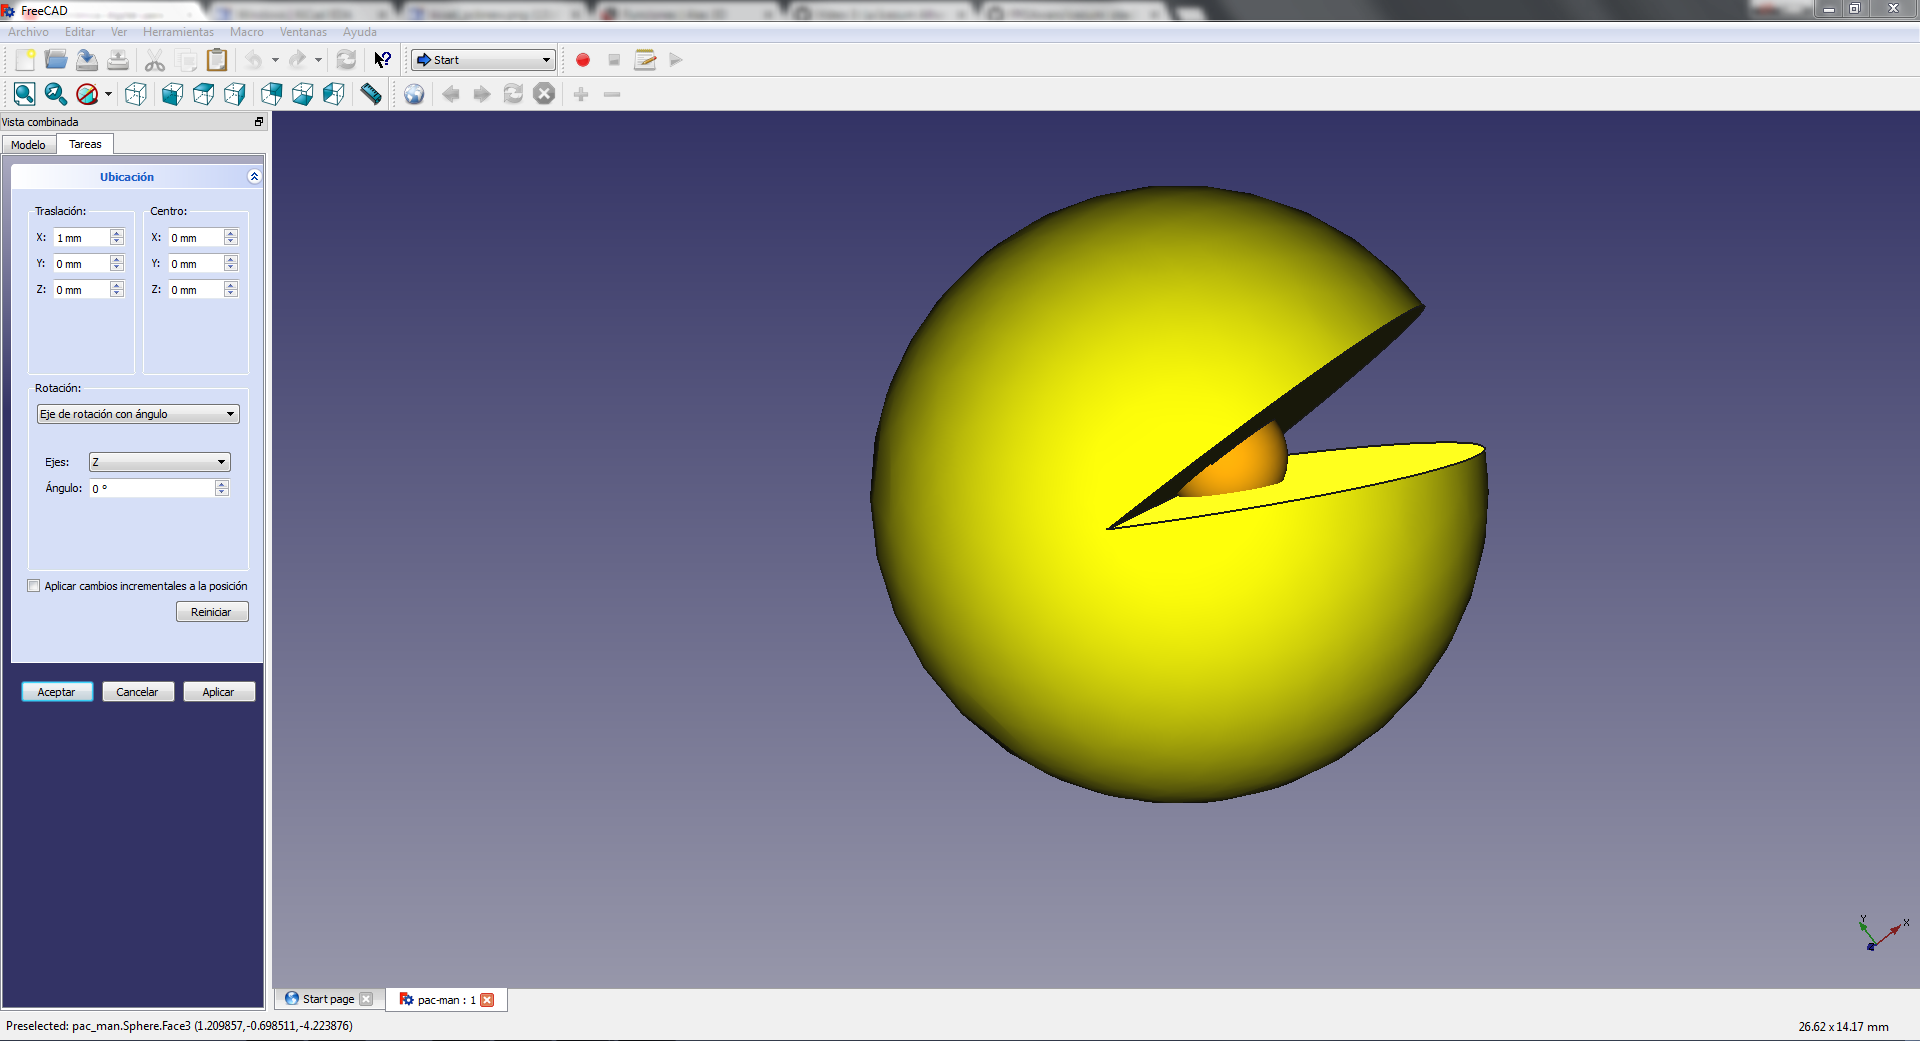 FreeCAD
Archivo Editar Ver Herramientas Macro Ventanas Ayuda
Start
Vista combinada
Modelo Tareas
Ubicación
Traslación: Centro:
X: 1 mm X: 0 mm
Y: 0 mm Y: 0 mm
Z: 0 mm Z: 0 mm
Rotación:
Eje de rotación con ángulo
Ejes: Z
Ángulo: 0 °
Aplicar cambios incrementales a la posición
Reiniciar
Aceptar Cancelar Aplicar
Y
X
Start page pac-man : 1
Preselected: pac_man.Sphere.Face3 (1.209857,-0.698511,-4.223876)
26.62 x 14.17 mm